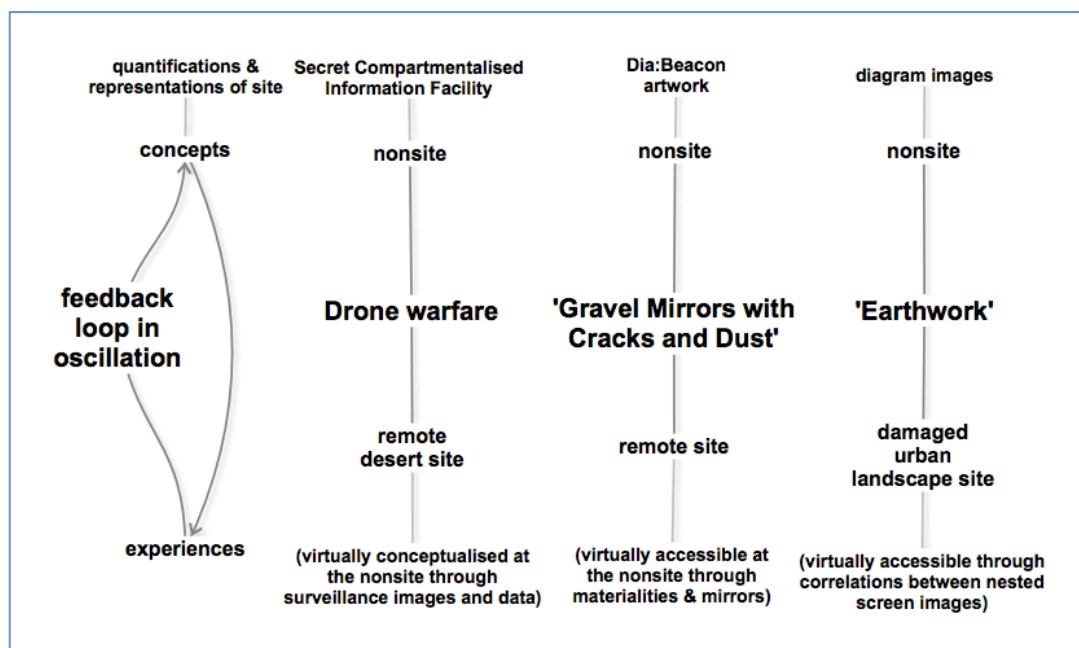 quantifications &
representations of site
concepts
feedback
loop in
oscillation
experiences
Secret Compartmentalised
Information Facility
nonsite
Drone warfare
remote
desert site
(virtually conceptualised at
the nonsite through
surveillance images and data)
Dia:Beacon
artwork
nonsite
'Gravel Mirrors with
Cracks and Dust'
remote site
(virtually accessible at
the nonsite through
materialities & mirrors)
diagram images
nonsite
'Earthwork'
damaged
urban
landscape site
(virtually accessible through
correlations between nested
screen images)